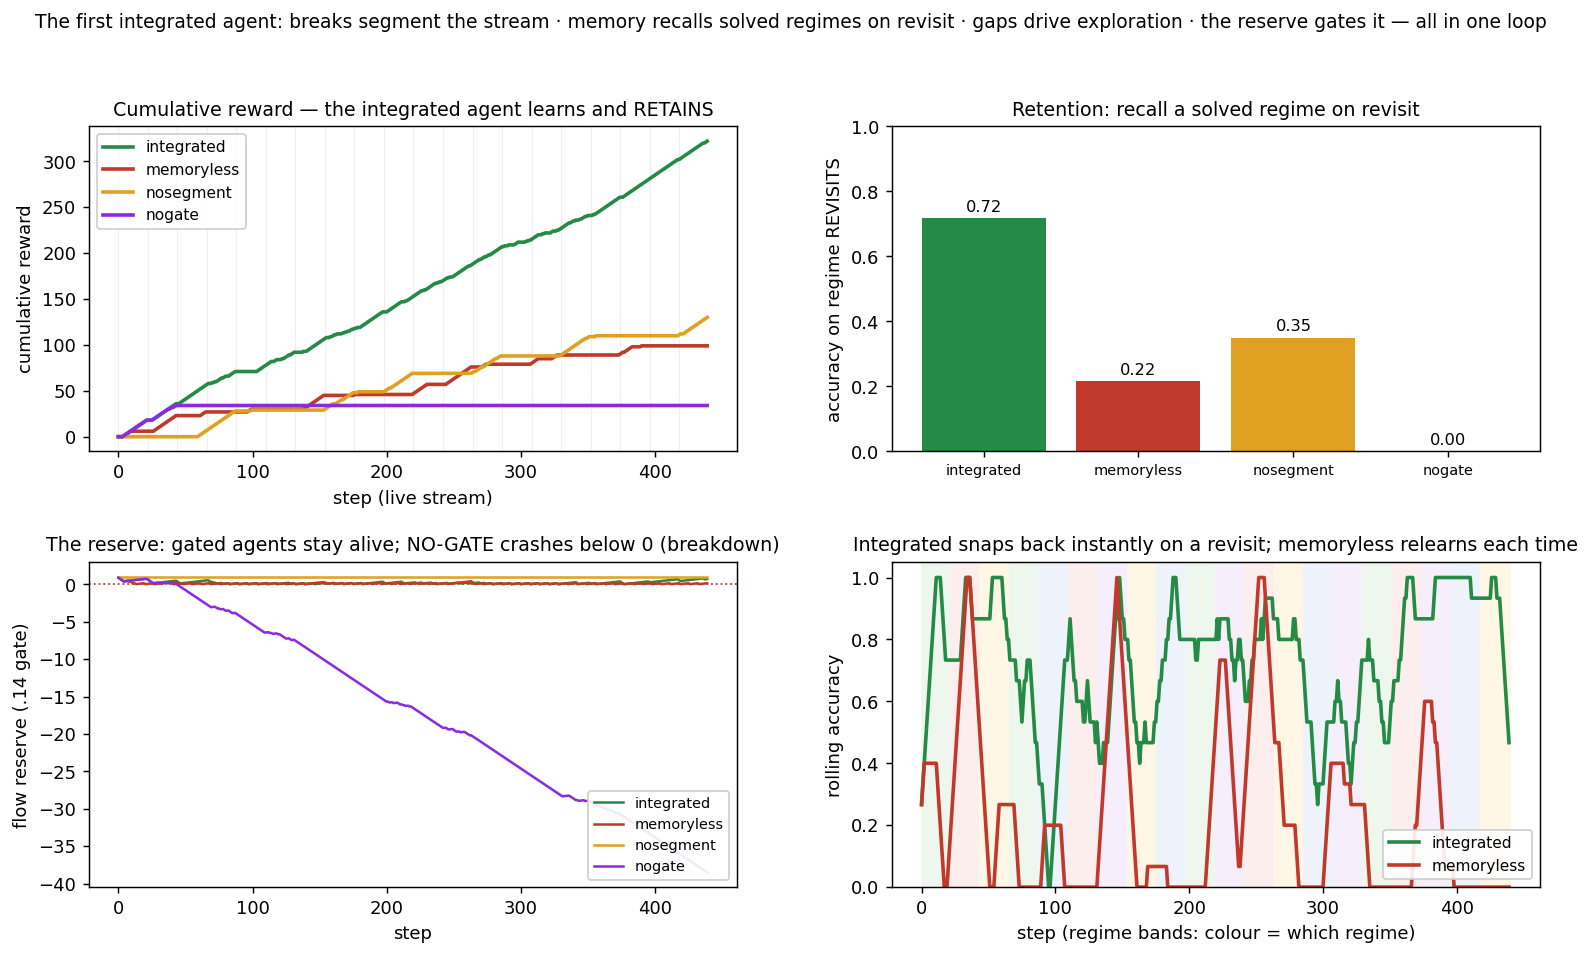 The first integrated agent: breaks segment the stream · memory recalls solved regimes on revisit · gaps drive exploration · the reserve gates it — all in one loop
Cumulative reward — the integrated agent learns and RETAINS
cumulative reward
300
250
200
150
100
50
0
integrated
memoryless
nosegment
nogate
0 100 200 300 400
step (live stream)
Retention: recall a solved regime on revisit
accuracy on regime REVISITS
1.0
0.8
0.6
0.4
0.2
0.0
0.72
0.22
0.35
0.00
integrated memoryless nosegment nogate
The reserve: gated agents stay alive; NO-GATE crashes below 0 (breakdown)
flow reserve (.14 gate)
0
−5
−10
−15
−20
−25
−30
−35
−40
integrated
memoryless
nosegment
nogate
0 100 200 300 400
step
Integrated snaps back instantly on a revisit; memoryless relearns each time
rolling accuracy
1.0
0.8
0.6
0.4
0.2
0.0
integrated
memoryless
0 100 200 300 400
step (regime bands: colour = which regime)